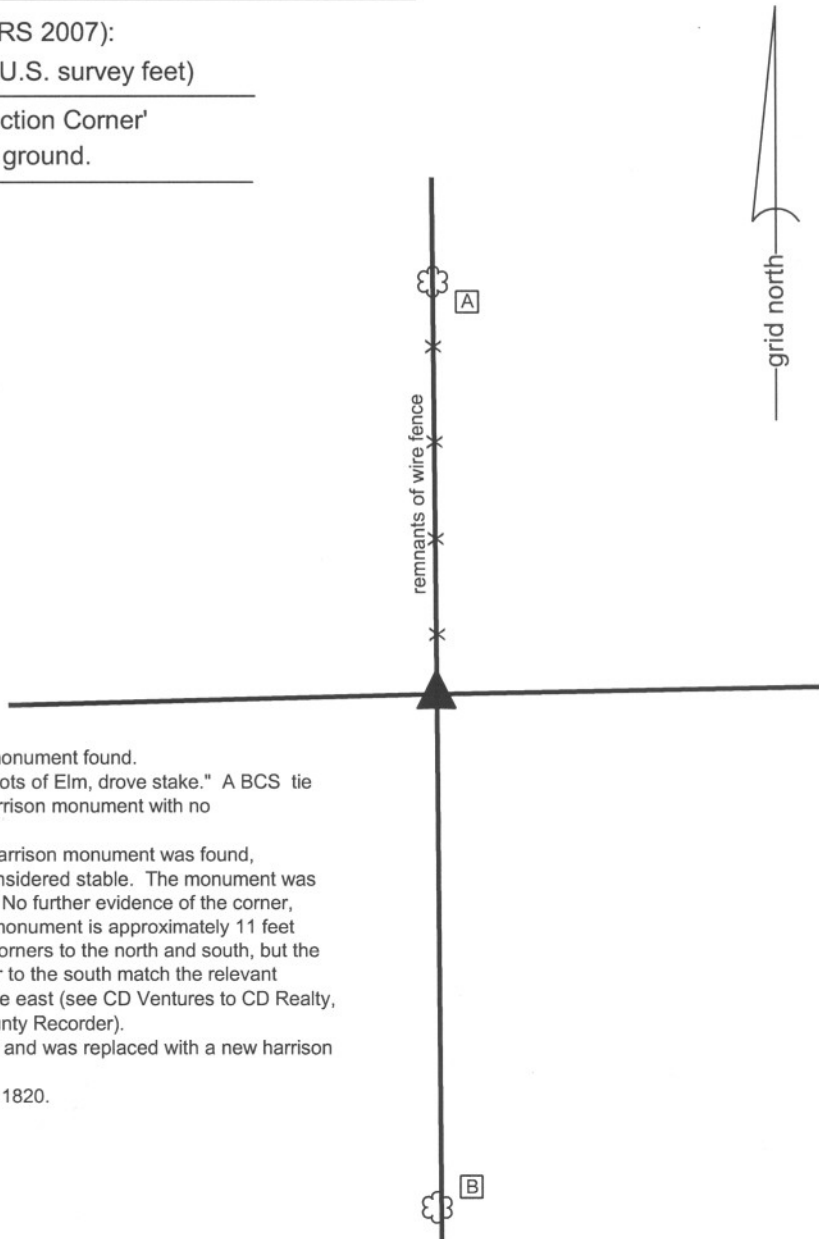 RS 2007):
U.S. survey feet)
ction Corner'
ground.
A
grid north
remnants of wire fence
onument found.
ots of Elm, drove stake." A BCS tie
rrison monument with no
arrison monument was found,
nsidered stable. The monument was
No further evidence of the corner,
monument is approximately 11 feet
orners to the north and south, but the
r to the south match the relevant
e east (see CD Ventures to CD Realty,
unty Recorder).
and was replaced with a new harrison
1820.
B